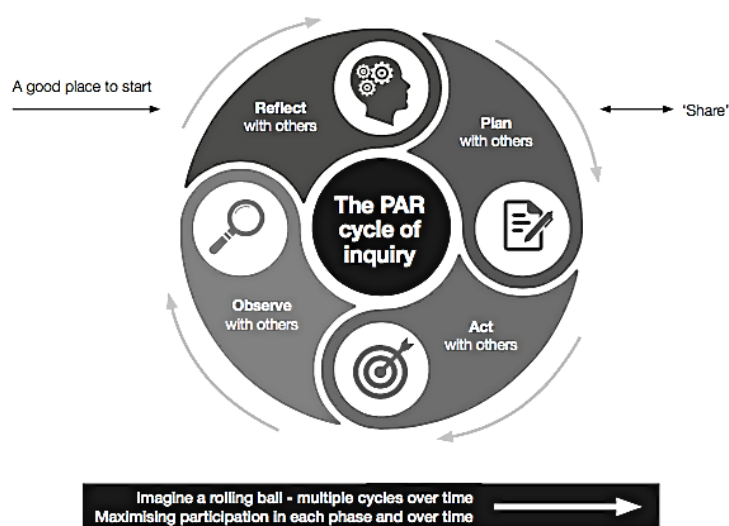 A good place to start
Reflect
with others
Plan
with others
'Share'
The PAR
cycle of
inquiry
Observe
with others
Act
with others
Imagine a rolling ball - multiple cycles over time
Maximising participation in each phase and over time